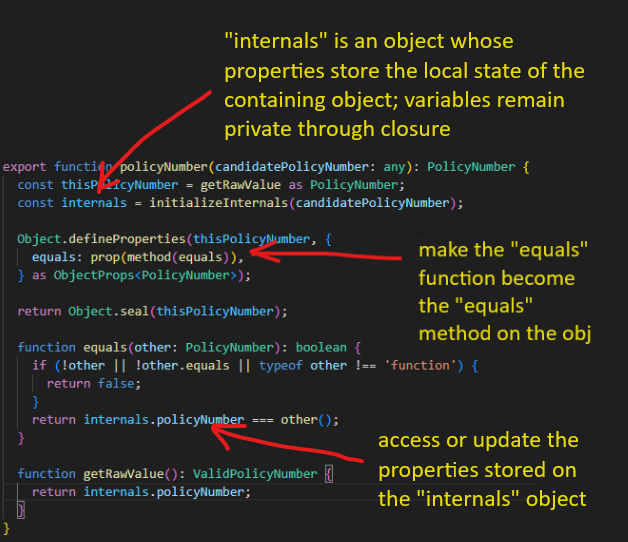 "internals" is an object whose
properties store the local state of the
containing object; variables remain
private through closure
export function policyNumber(candidatePolicyNumber: any): PolicyNumber {
const thisPolicyNumber = getRawValue as PolicyNumber;
const internals = initializeInternals(candidatePolicyNumber);
Object.defineProperties(thisPolicyNumber, {
equals: prop(method(equals)),
} as ObjectProps<PolicyNumber>);
make the "equals"
function become
the "equals"
method on the obj
return Object.seal(thisPolicyNumber);
function equals(other: PolicyNumber): boolean {
if (!other || !other.equals || typeof other !== 'function') {
return false;
}
return internals.policyNumber === other();
}
access or update the
properties stored on
the "internals" object
function getRawValue(): ValidPolicyNumber {
return internals.policyNumber;
}
}